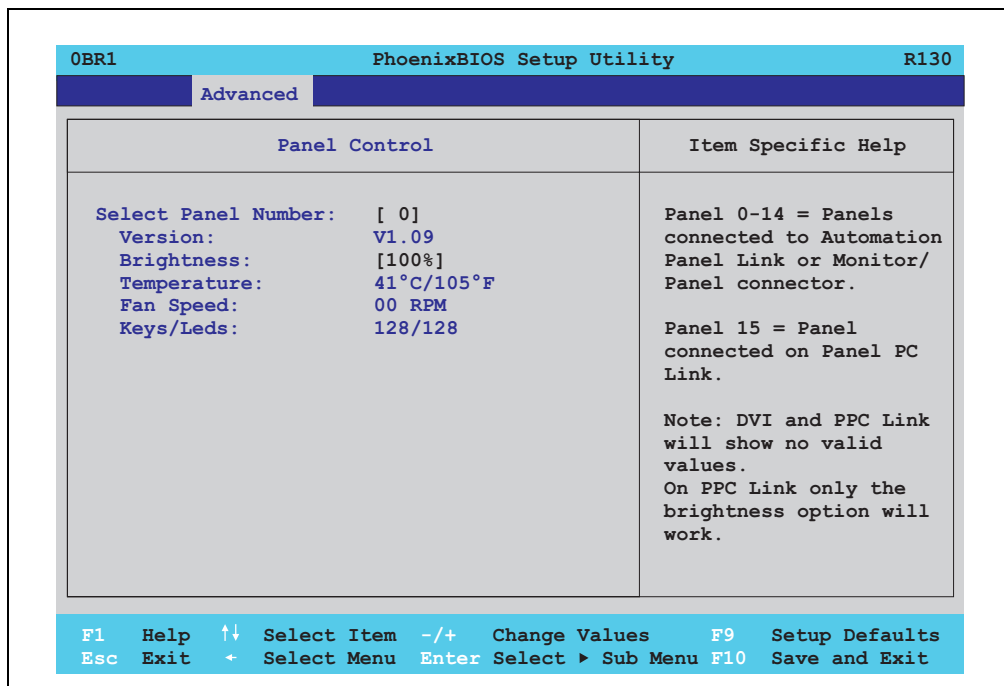 0BR1 PhoenixBIOS Setup Utility R130
Advanced
Panel Control
Select Panel Number: [ 0]
Version: V1.09
Brightness: [100%]
Temperature: 41°C/105°F
Fan Speed: 00 RPM
Keys/Leds: 128/128
Item Specific Help
Panel 0-14 = Panels
connected to Automation
Panel Link or Monitor/
Panel connector.
Panel 15 = Panel
connected on Panel PC
Link.
Note: DVI and PPC Link
will show no valid
values.
On PPC Link only the
brightness option will
work.
F1 Help ↑↓ Select Item -/+ Change Values F9 Setup Defaults
Esc Exit ← Select Menu Enter Select ▶ Sub Menu F10 Save and Exit